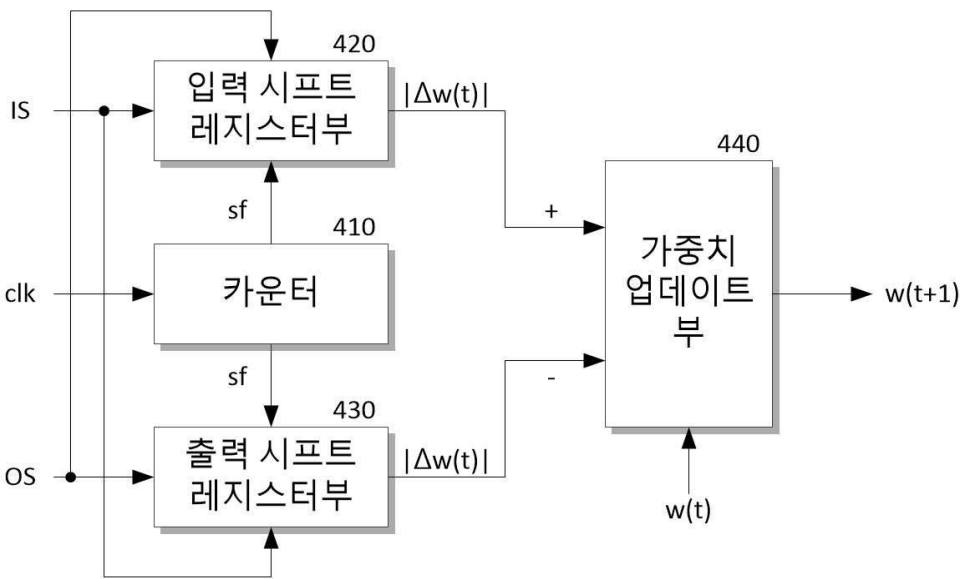 420
입력 시프트
레지스터부
IS
|Δw(t)|
440
sf
+
410
카운터
clk
가중치
업데이트
부
w(t+1)
sf
-
430
출력 시프트
레지스터부
OS
|Δw(t)|
w(t)